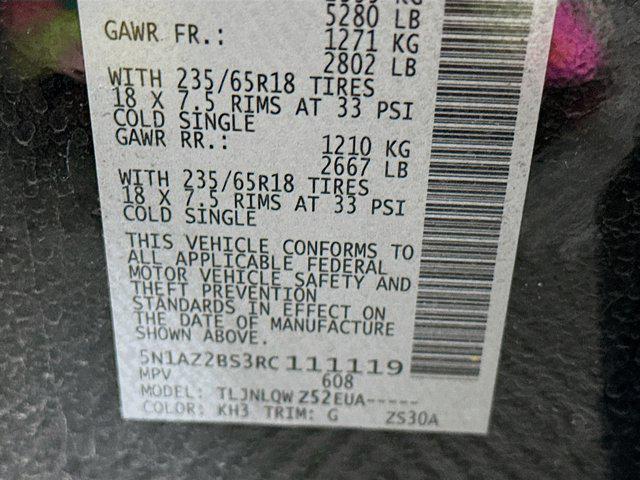 5280 LB
GAWR FR.: 1271 KG
2802 LB
WITH 235/65R18 TIRES
18 X 7.5 RIMS AT 33 PSI
COLD SINGLE
GAWR RR.: 1210 KG
2667 LB
WITH 235/65R18 TIRES
18 X 7.5 RIMS AT 33 PSI
COLD SINGLE
THIS VEHICLE CONFORMS TO
ALL APPLICABLE FEDERAL
MOTOR VEHICLE SAFETY AND
THEFT PREVENTION
STANDARDS IN EFFECT ON
THE DATE OF MANUFACTURE
SHOWN ABOVE.
5N1AZ2BS3RC111119
MPV 608
MODEL: TLJNLQWZS2EUA-----
COLOR: KH3 TRIM: G ZS30A